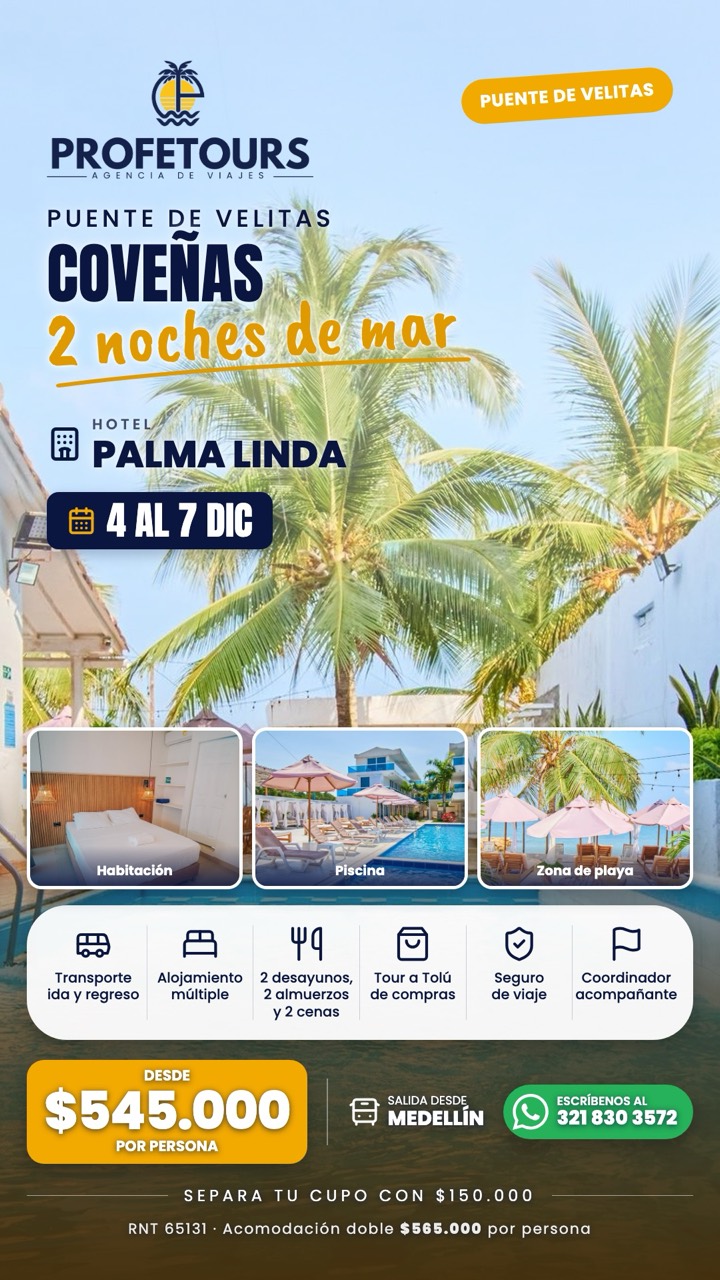 PUENTE DE VELITAS
PROFETOURS
AGENCIA DE VIAJES
PUENTE DE VELITAS
COVEÑAS
2 noches de mar
HOTEL
PALMA LINDA
4 AL 7 DIC
Habitación
Piscina
Zona de playa
Transporte
ida y regreso
Alojamiento
múltiple
2 desayunos,
2 almuerzos
y 2 cenas
Tour a Tolú
de compras
Seguro
de viaje
Coordinador
acompañante
DESDE
$545.000
POR PERSONA
SALIDA DESDE
MEDELLÍN
ESCRÍBENOS AL
321 830 3572
SEPARA TU CUPO CON $150.000
RNT 65131 · Acomodación doble $565.000 por persona